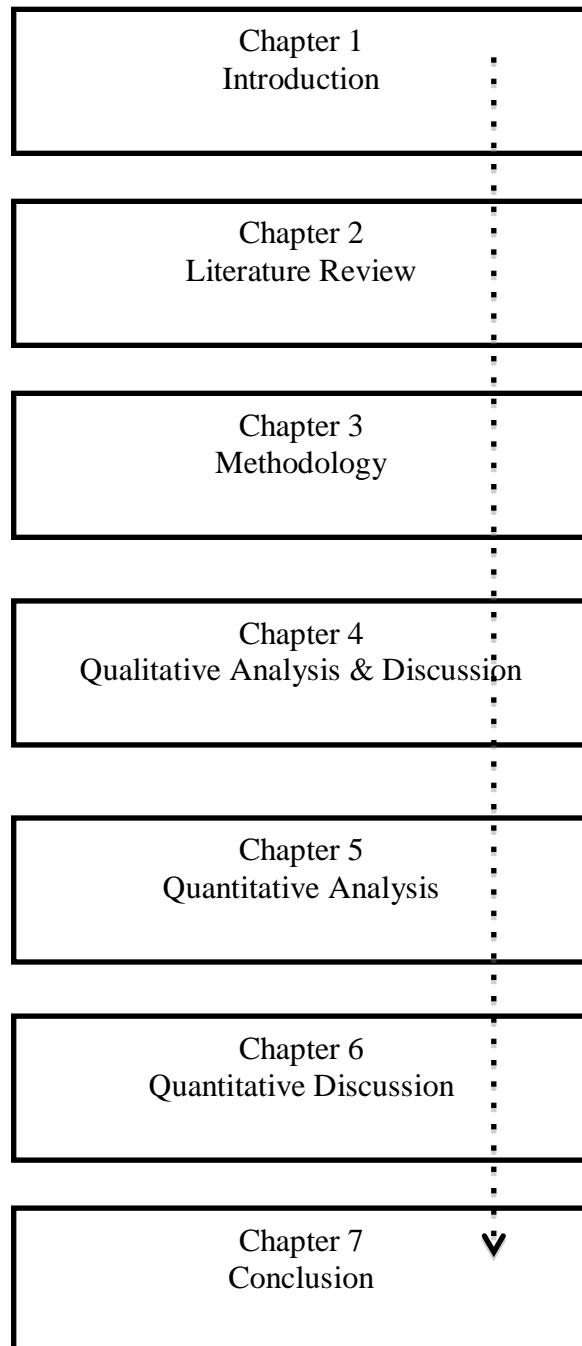 Chapter 1
Introduction
Chapter 2
Literature Review
Chapter 3
Methodology
Chapter 4
Qualitative Analysis & Discussion
Chapter 5
Quantitative Analysis
Chapter 6
Quantitative Discussion
Chapter 7
Conclusion